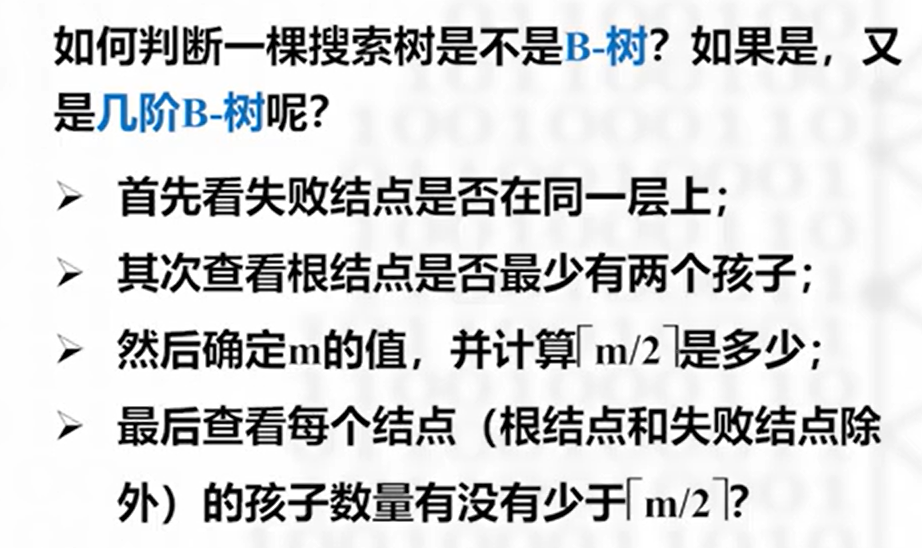 如何判断一棵搜索树是不是B-树？如果是，又
是几阶B-树呢？
➢ 首先看失败结点是否在同一层上；
➢ 其次查看根结点是否最少有两个孩子；
➢ 然后确定m的值，并计算⌈m/2⌉是多少；
➢ 最后查看每个结点（根结点和失败结点除
外）的孩子数量有没有少于⌈m/2⌉？